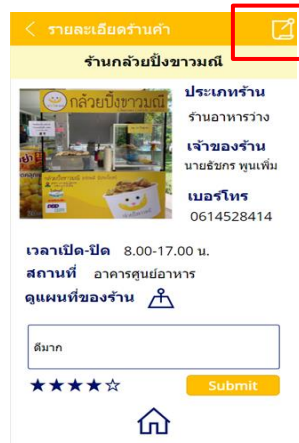 < รายละเอียดร้านค้า
ร้านกล้วยปิ้งขาวมณี
กล้วยปิ้งขาวมณี
ประเภทร้าน
ร้านอาหารว่าง
เจ้าของร้าน
นายธัชกร พูนเพิ่ม
เบอร์โทร
0614528414
เวลาเปิด-ปิด 8.00-17.00 น.
สถานที่ อาคารศูนย์อาหาร
ดูแผนที่ของร้าน
ดีมาก
★★★★☆ Submit